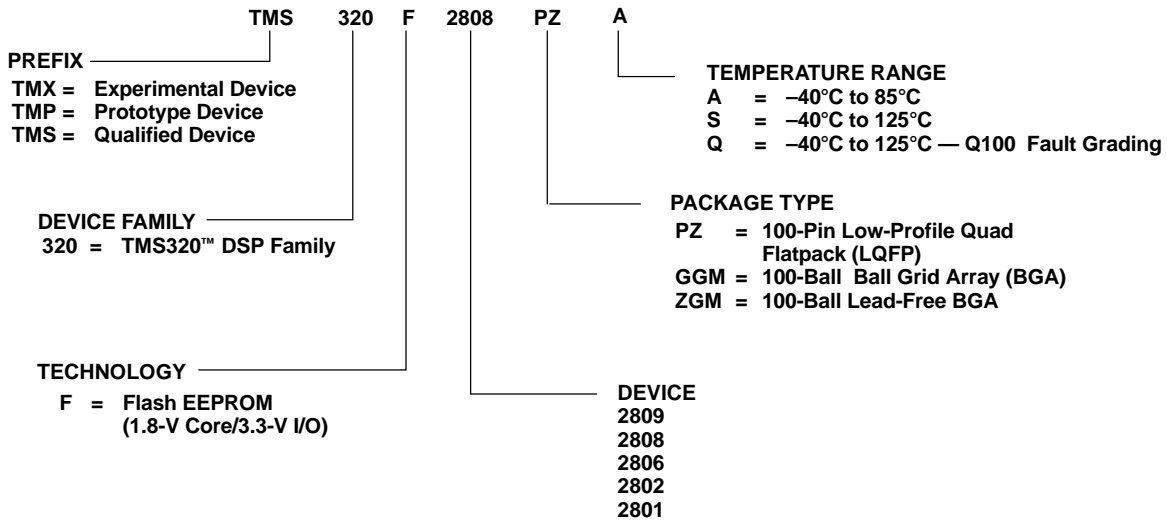 TMS 320 F 2808 PZ A
PREFIX
TMX = Experimental Device
TMP = Prototype Device
TMS = Qualified Device
TEMPERATURE RANGE
A = –40°C to 85°C
S = –40°C to 125°C
Q = –40°C to 125°C — Q100 Fault Grading
DEVICE FAMILY
320 = TMS320™ DSP Family
PACKAGE TYPE
PZ = 100-Pin Low-Profile Quad
Flatpack (LQFP)
GGM = 100-Ball Ball Grid Array (BGA)
ZGM = 100-Ball Lead-Free BGA
TECHNOLOGY
F = Flash EEPROM
(1.8-V Core/3.3-V I/O)
DEVICE
2809
2808
2806
2802
2801